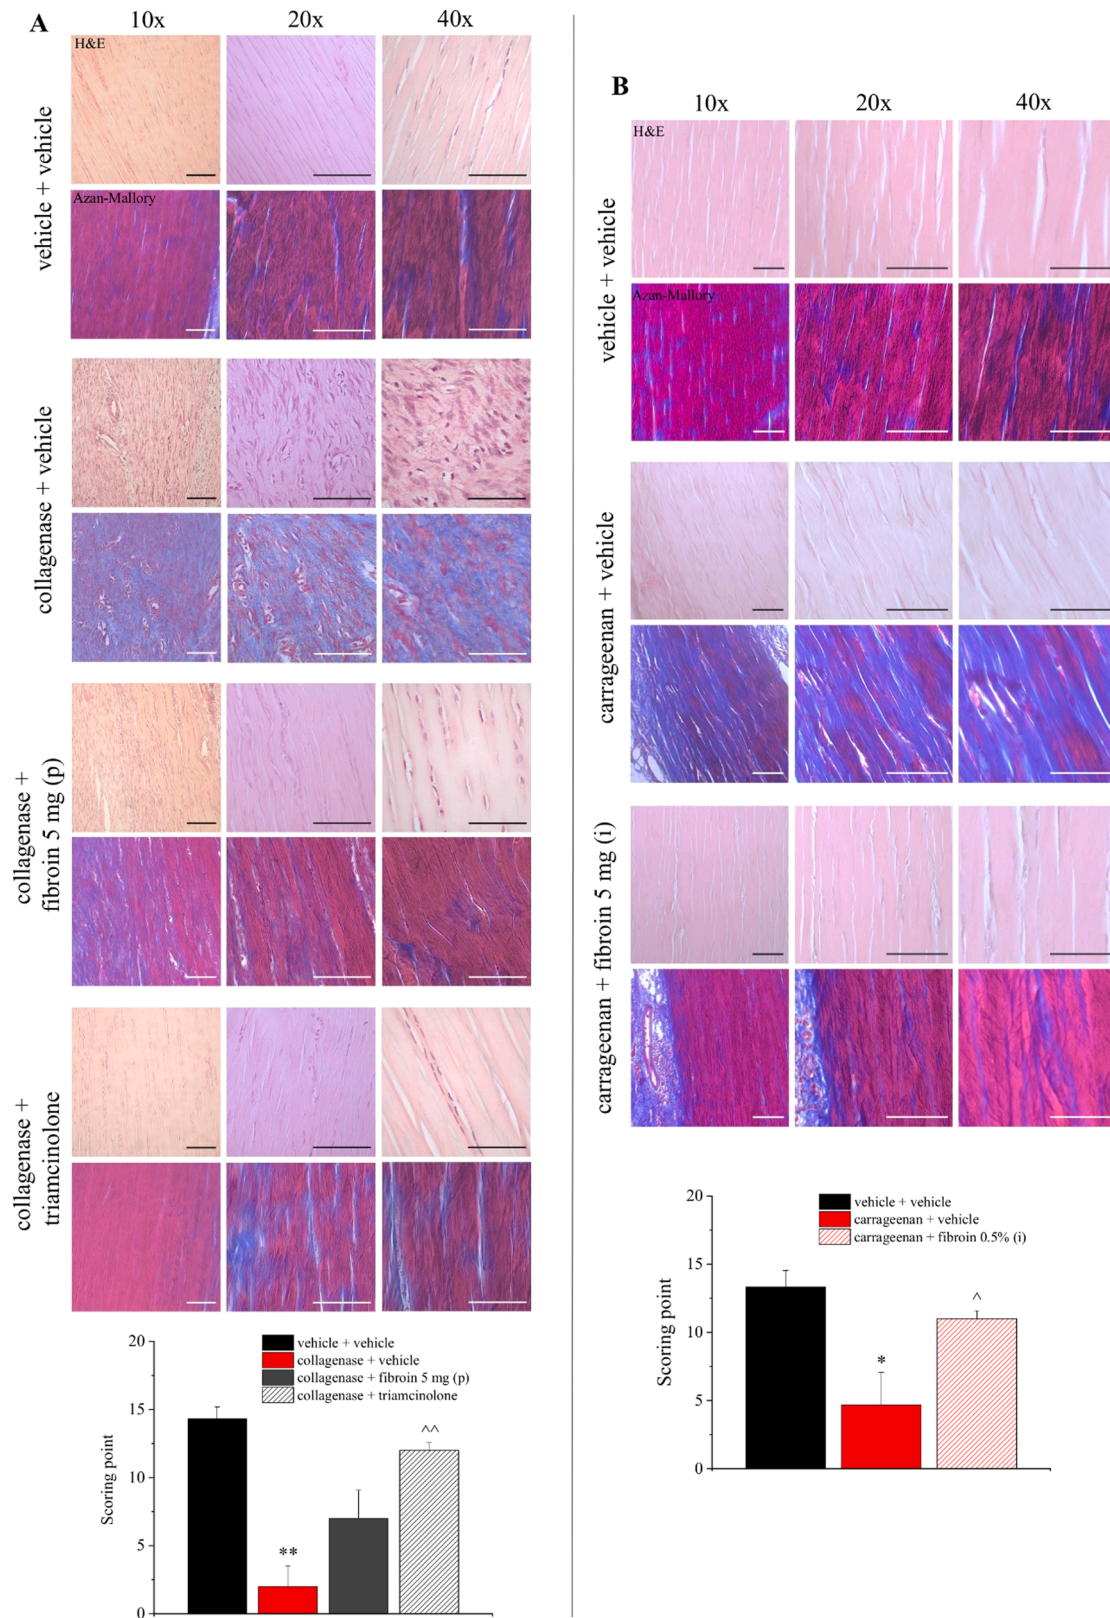 A
10x
20x
40x
H&E
vehicle + vehicle
Azan-Mallory
collagenase + vehicle
collagenase +
fibroin 5 mg (p)
collagenase +
triamcinolone
20
15
10
5
0
Scoring point
vehicle + vehicle
collagenase + vehicle
collagenase + fibroin 5 mg (p)
collagenase + triamcinolone
**
^^
B
10x
20x
40x
H&E
vehicle + vehicle
Azan-Mallory
carrageenan + vehicle
carrageenan + fibroin 5 mg (i)
20
15
10
5
0
Scoring point
vehicle + vehicle
carrageenan + vehicle
carrageenan + fibroin 0.5% (i)
*
^